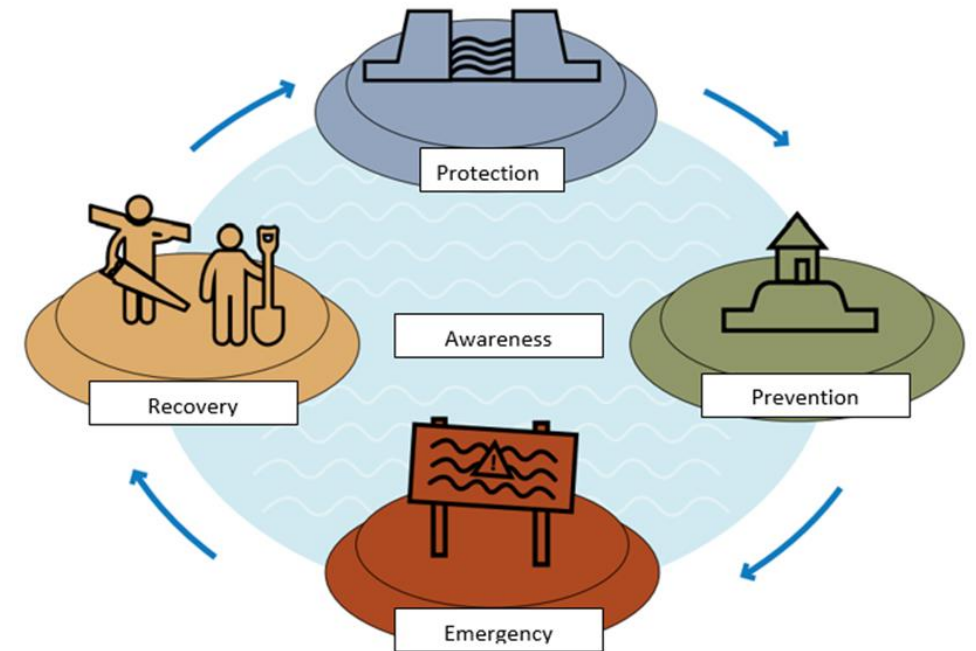 Protection
Awareness
Prevention
Recovery
Emergency